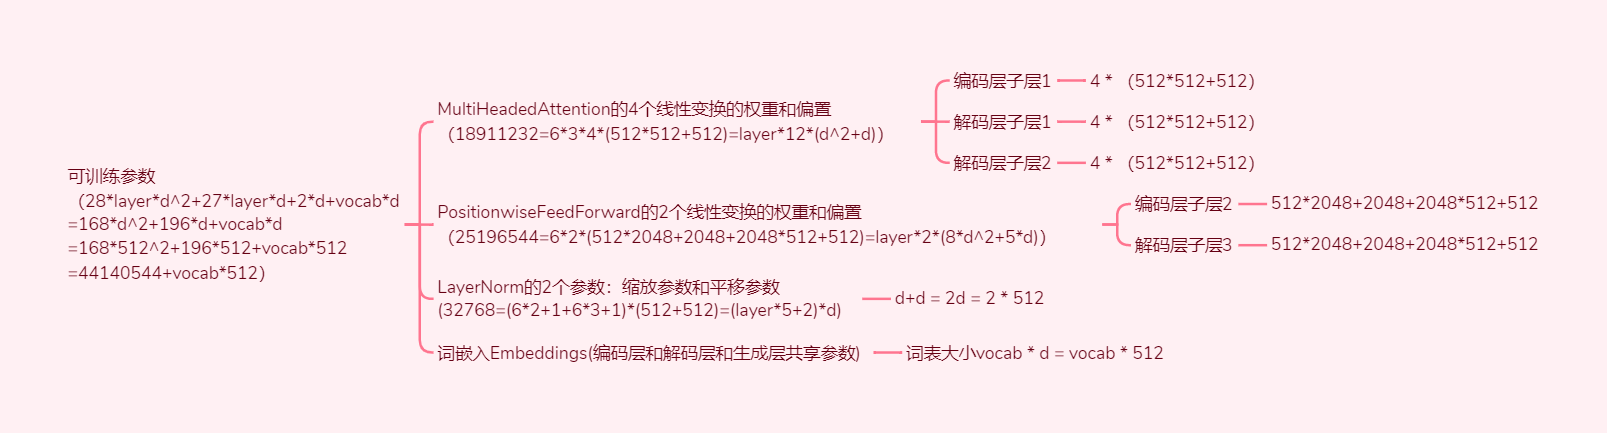 可训练参数
（28*layer*d^2+27*layer*d+2*d+vocab*d
=168*d^2+196*d+vocab*d
=168*512^2+196*512+vocab*512
=44140544+vocab*512）
MultiHeadedAttention的4个线性变换的权重和偏置
（18911232=6*3*4*(512*512+512)=layer*12*(d^2+d)）
编码层子层1
4 * （512*512+512）
解码层子层1
4 * （512*512+512）
解码层子层2
4 * （512*512+512）
PositionwiseFeedForward的2个线性变换的权重和偏置
（25196544=6*2*(512*2048+2048+2048*512+512)=layer*2*(8*d^2+5*d)）
编码层子层2
512*2048+2048+2048*512+512
解码层子层3
512*2048+2048+2048*512+512
LayerNorm的2个参数：缩放参数和平移参数
(32768=(6*2+1+6*3+1)*(512+512)=(layer*5+2)*d)
d+d = 2d = 2 * 512
词嵌入Embeddings(编码层和解码层和生成层共享参数)
词表大小vocab * d = vocab * 512